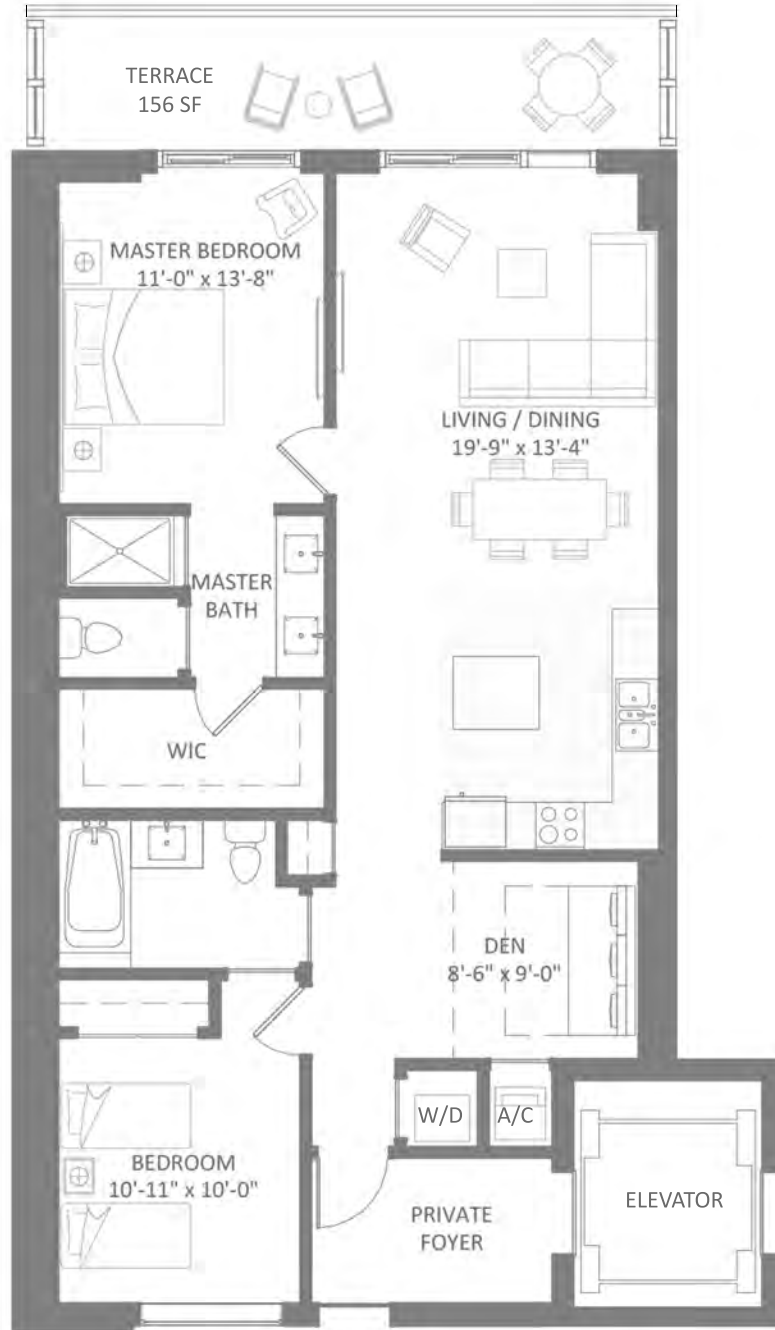 TERRACE
156 SF
MASTER BEDROOM
11'-0" x 13'-8"
LIVING / DINING
19'-9" x 13'-4"
MASTER
BATH
WIC
DEN
8'-6" x 9'-0"
W/D
A/C
BEDROOM
10'-11" x 10'-0"
PRIVATE
FOYER
ELEVATOR